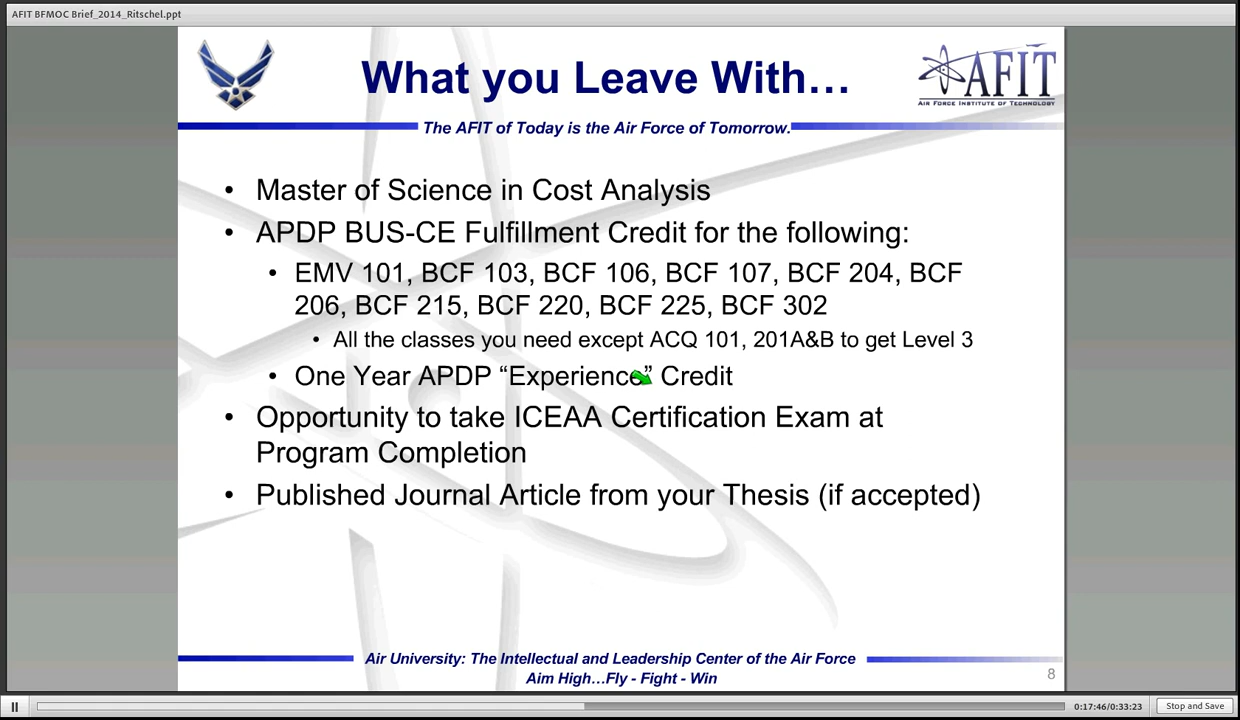 AFIT BFMOC Brief_2014_Ritschel.ppt
What you Leave With…
AFIT
AIR FORCE INSTITUTE OF TECHNOLOGY
The AFIT of Today is the Air Force of Tomorrow.
• Master of Science in Cost Analysis
• APDP BUS-CE Fulfillment Credit for the following:
• EMV 101, BCF 103, BCF 106, BCF 107, BCF 204, BCF
206, BCF 215, BCF 220, BCF 225, BCF 302
• All the classes you need except ACQ 101, 201A&B to get Level 3
• One Year APDP “Experience” Credit
• Opportunity to take ICEAA Certification Exam at
Program Completion
• Published Journal Article from your Thesis (if accepted)
Air University: The Intellectual and Leadership Center of the Air Force
Aim High…Fly - Fight - Win
8
0:17:46/0:33:23
Stop and Save